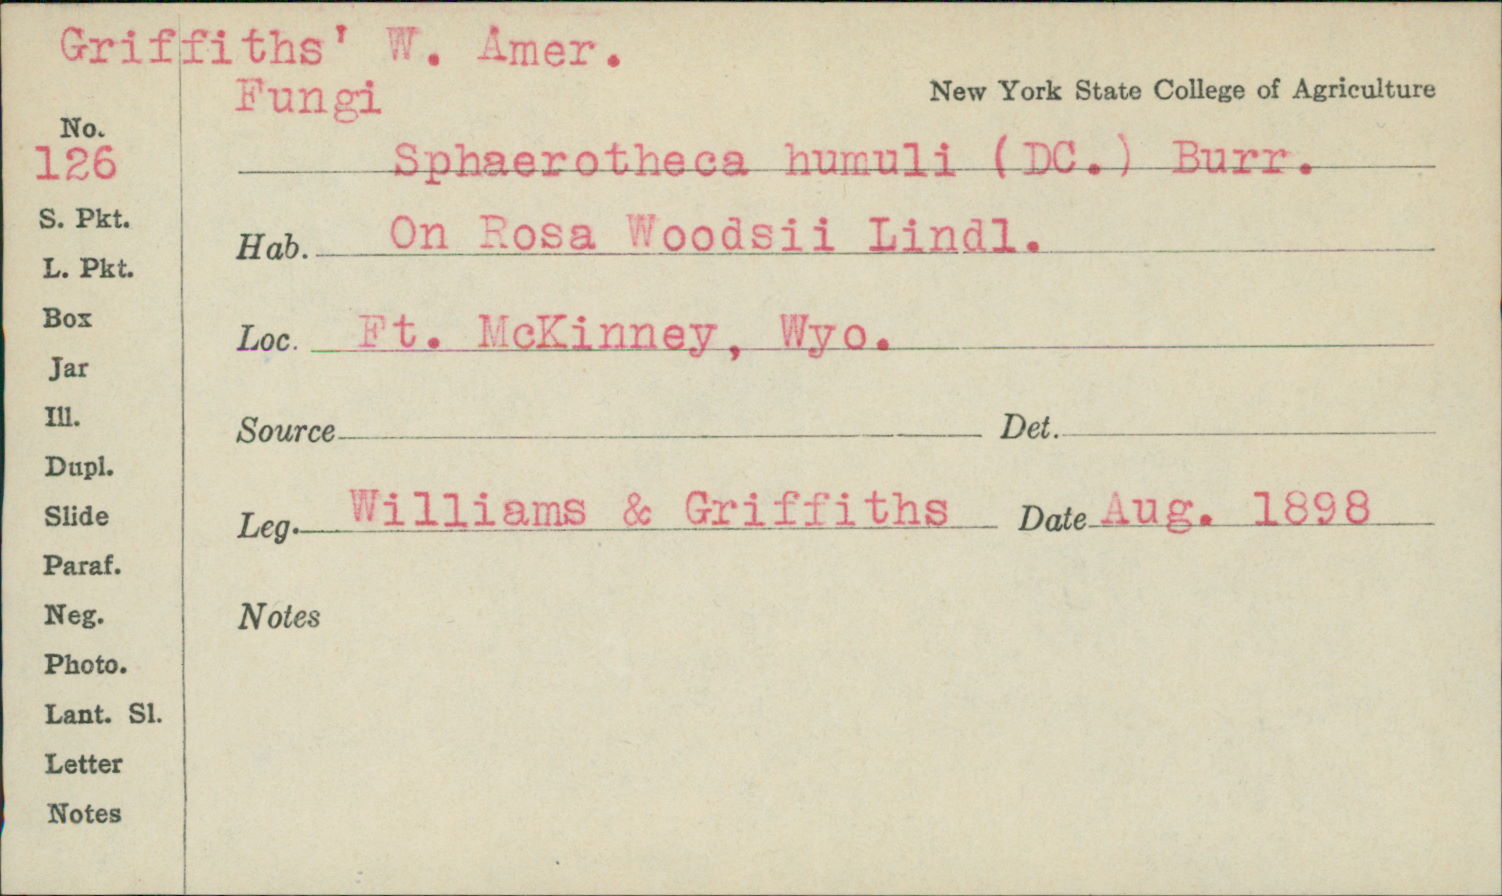 Griffiths' W. Amer.
Fungi
New York State College of Agriculture
No.
126
Sphaerotheca humuli (DC.) Burr.
S. Pkt.
Hab. On Rosa Woodsii Lindl.
L. Pkt.
Box
Loc. Ft. McKinney, Wyo.
Jar
Ill.
Source Det.
Dupl.
Slide
Leg. Williams & Griffiths Date Aug. 1898
Paraf.
Neg.
Notes
Photo.
Lant. Sl.
Letter
Notes